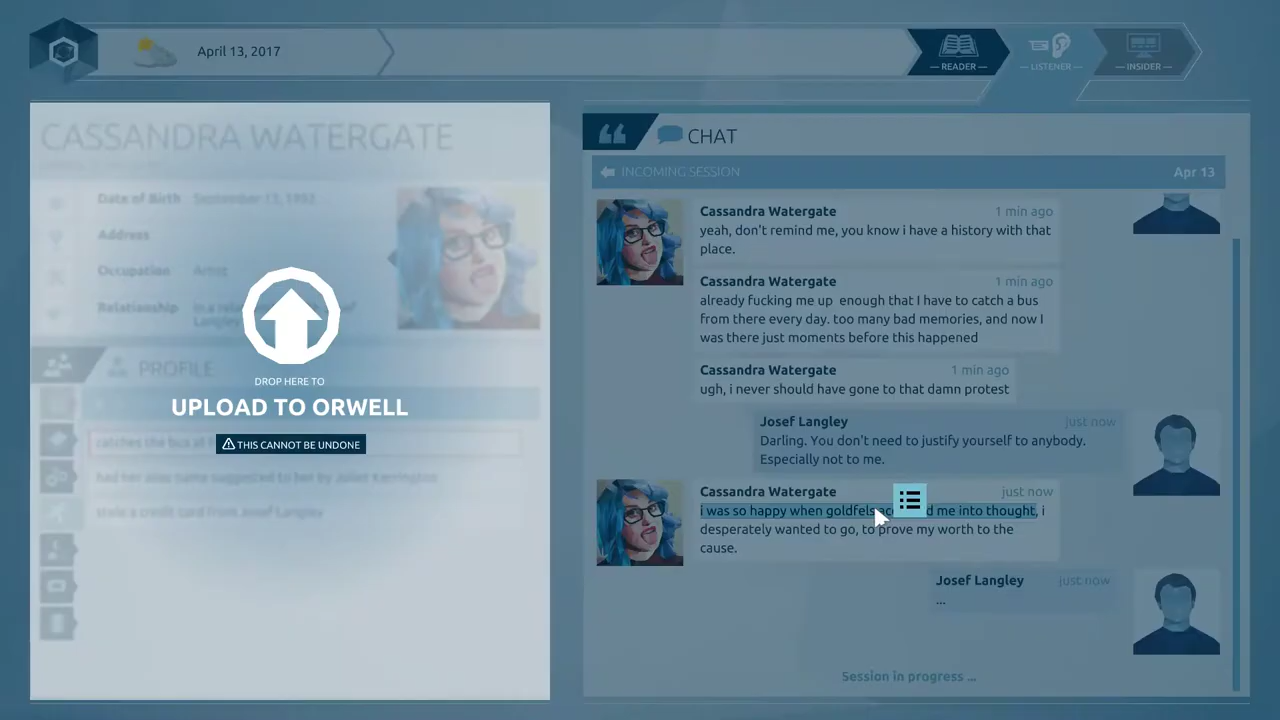 April 13, 2017
— READER —
— LISTENER —
— INSIDER —
CASSANDRA WATERGATE
Date of Birth September 13, 1992
Address
Occupation Artist
Relationship in a of
Langley
PROFILE
DROP HERE TO
UPLOAD TO ORWELL
THIS CANNOT BE UNDONE
catches the bus at
had her alias name suggested to her by Juliet Kerrington
stole a credit card from Josef Langley
CHAT
INCOMING SESSION
Apr 13
Cassandra Watergate 1 min ago
yeah, don't remind me, you know i have a history with that
place.
Cassandra Watergate 1 min ago
already fucking me up enough that I have to catch a bus
from there every day. too many bad memories, and now I
was there just moments before this happened
Cassandra Watergate 1 min ago
ugh, i never should have gone to that damn protest
Josef Langley just now
Darling. You don't need to justify yourself to anybody.
Especially not to me.
Cassandra Watergate just now
i was so happy when goldfels me into thought, i
desperately wanted to go, to prove my worth to the
cause.
Josef Langley just now
...
Session in progress ...